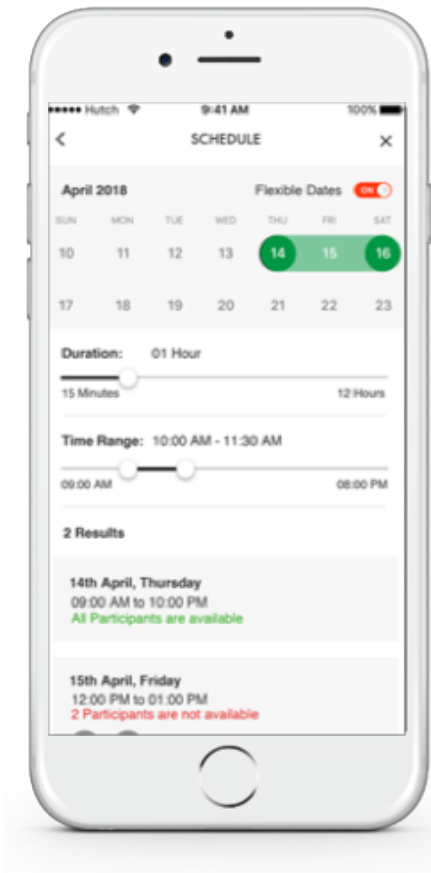 Hutch 9:41 AM 100%
SCHEDULE
April 2018 Flexible Dates ON
SUN MON TUE WED THU FRI SAT
10 11 12 13 14 15 16
17 18 19 20 21 22 23
Duration: 01 Hour
15 Minutes 12 Hours
Time Range: 10:00 AM - 11:30 AM
09:00 AM 08:00 PM
2 Results
14th April, Thursday
09:00 AM to 10:00 PM
All Participants are available
15th April, Friday
12:00 PM to 01:00 PM
2 Participants are not available